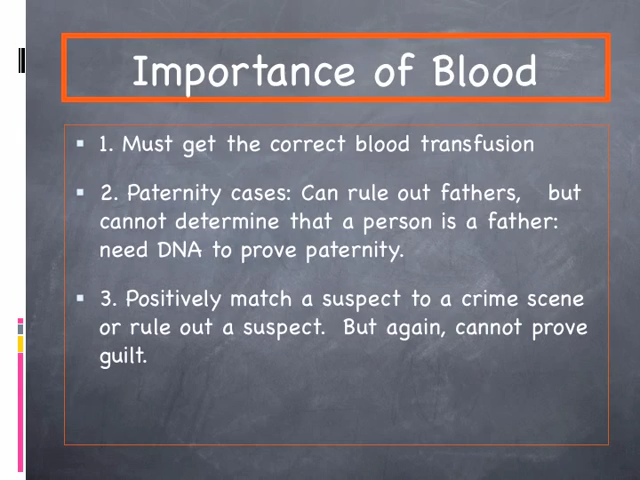 Importance of Blood
▪ 1. Must get the correct blood transfusion
▪ 2. Paternity cases: Can rule out fathers, but
cannot determine that a person is a father:
need DNA to prove paternity.
▪ 3. Positively match a suspect to a crime scene
or rule out a suspect. But again, cannot prove
guilt.